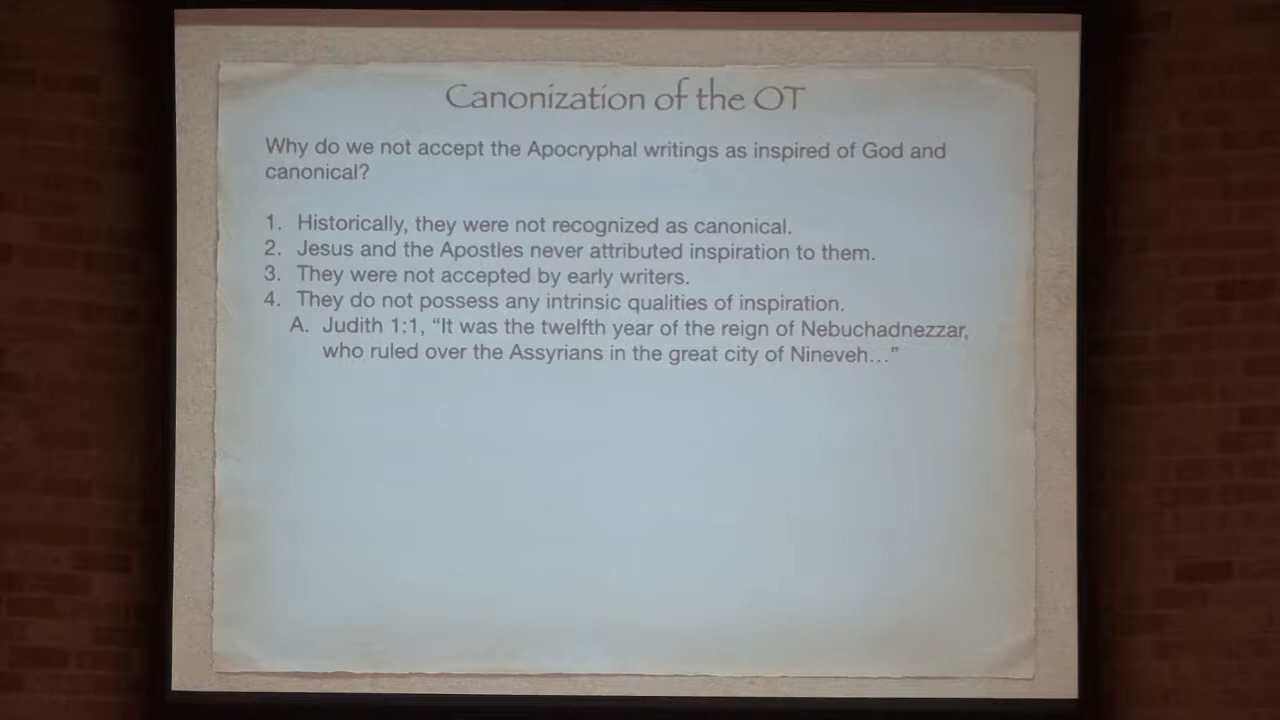 Canonization of the OT
Why do we not accept the Apocryphal writings as inspired of God and
canonical?
1. Historically, they were not recognized as canonical.
2. Jesus and the Apostles never attributed inspiration to them.
3. They were not accepted by early writers.
4. They do not possess any intrinsic qualities of inspiration.
A. Judith 1:1, “It was the twelfth year of the reign of Nebuchadnezzar,
who ruled over the Assyrians in the great city of Nineveh…”